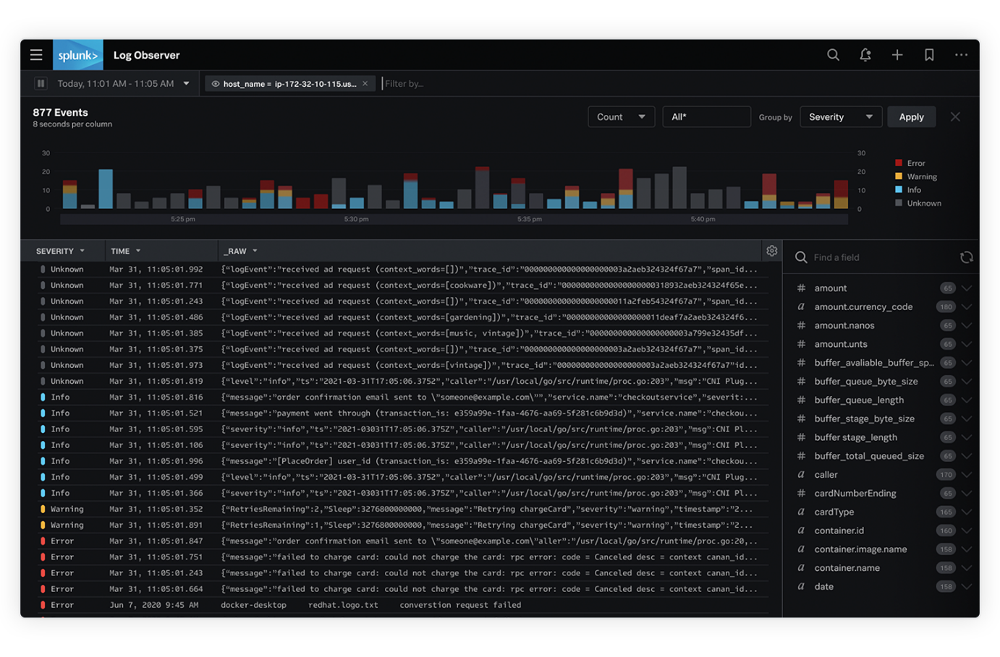 splunk> Log Observer
Today, 11:01 AM - 11:05 AM host_name = ip-172-32-10-115.us... × Filter by...
877 Events
8 seconds per column
Count All* Group by Severity Apply
30 30
20 20
10 10
0 0
5:25 pm 5:30 pm 5:35 pm 5:40 pm
Error
Warning
Info
Unknown
SEVERITY TIME _RAW
Unknown Mar 31, 11:05:01.992 {“logEvent”:”received ad request (context_words=[])”,”trace_id”:”000000000000000000003a2aeb324324f67a7”,”span_id...
Unknown Mar 31, 11:05:01.771 {“logEvent”:”received ad request (context_words=[cookware])”,”trace_id”:”0000000000000000000318932aeb324324f65e...
Unknown Mar 31, 11:05:01.243 {“logEvent”:”received ad request (context_words=[])”,”trace_id”:”000000000000000000011a2feb54324f67a7”,”span_id...
Unknown Mar 31, 11:05:01.486 {“logEvent”:”received ad request (context_words=[gardening])”,”trace_id”:”00000000000000000011deaf7a2aeb324324f6...
Unknown Mar 31, 11:05:01.385 {“logEvent”:”received ad request (context_words=[music, vintage])”,”trace_id”:”000000000000000000003a799e32435df...
Unknown Mar 31, 11:05:01.375 {“logEvent”:”received ad request (context_words=[])”,”trace_id”:”000000000000000000003a2aeb324324f67a7”,”span_id...
Unknown Mar 31, 11:05:01.973 {“logEvent”:”received ad request (context_words=[vintage])”,”trace_id”:”000000000000000000003a2aeb324324f67a7”id...
Unknown Mar 31, 11:05:01.819 {“level”:”info”,”ts”:”2021-03-31T17:05:06.3752”,”caller”:”/usr/local/go/src/runtime/proc.go:203”,”msg”:”CNI Plug...
Info Mar 31, 11:05:01.816 {“message”:”order confirmation email sent to \”someone@example.com\””,”service.name”:”checkoutservice”,”severit:...
Info Mar 31, 11:05:01.521 {“message”:”payment went through (transaction_is: e359a99e-1faa-4676-aa69-5f281c6b9d3d)”,”service.name”:”checkou...
Info Mar 31, 11:05:01.595 {“severity”:”info”,”ts”:”2021-03031T17:05:06.375Z”,”caller”:”/usr/local/go/src/runtime/proc.go:203”,”msg”:CNI Pl...
Info Mar 31, 11:05:01.106 {“severity”:”info”,”ts”:”2021-03031T17:05:06.375Z”,”caller”:”/usr/local/go/src/runtime/proc.go:203”,”msg”:CNI Pl...
Info Mar 31, 11:05:01.996 {“message”:”[PlaceOrder] user_id (transaction_is: e359a99e-1faa-4676-aa69-5f281c6b9d3d)”,”service.name”:”checkou...
Info Mar 31, 11:05:01.499 {“level”:”info”,”ts”:”2021-03-31T17:05:06.3752”,”caller”:”/usr/local/go/src/runtime/proc.go:203”,”msg”:”CNI Plug...
Info Mar 31, 11:05:01.366 {“severity”:”info”,”ts”:”2021-03031T17:05:06.375Z”,”caller”:”/usr/local/go/src/runtime/proc.go:203”,”msg”:CNI Pl...
Warning Mar 31, 11:05:01.352 {“RetriesRemaining”:2,”Sleep”:3276800000000,”message”:”Retrying chargeCard”,”severity”:”warning”,”timestamp”:”2...
Warning Mar 31, 11:05:01.891 {“RetriesRemaining”:1,”Sleep”:3276800000000,”message”:”Retrying chargeCard”,”severity”:”warning”,”timestamp”:”2...
Error Mar 31, 11:05:01.847 {“message”:”order confirmation email sent to \”someone@example.com\”aller”:”/usr/local/go/src/runtime/proc.go:20,..
Error Mar 31, 11:05:01.751 {“message”:”failed to charge card: could not charge the card: rpc error: code = Canceled desc = context canan_id...
Error Mar 31, 11:05:01.243 {“message”:”failed to charge card: could not charge the card: rpc error: code = Canceled desc = context canan_id...
Error Mar 31, 11:05:01.664 {“message”:”failed to charge card: could not charge the card: rpc error: code = Canceled desc = context canan_id...
Error Jun 7, 2020 9:45 AM docker-desktop redhat.logo.txt converstion request failed
Find a field
# amount 65
a amount.currency_code 180
# amount.nanos 65
# amount.unts 65
# buffer_avaliable_buffer_sp... 65
# buffer_queue_byte_size 65
# buffer_queue_length 65
# buffer_stage_byte_size 65
# buffer stage_length 65
# buffer_total_queued_size 65
a caller 170
# cardNumberEnding 65
a cardType 165
a container.id 160
a container.image.name 158
a container.name 158
a date 158